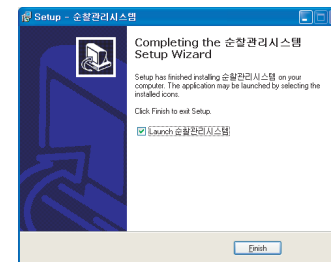 Setup - 순찰관리시스템
Completing the 순찰관리시스템
Setup Wizard
Setup has finished installing 순찰관리시스템 on your
computer. The application may be launched by selecting the
installed icons.
Click Finish to exit Setup.
Launch 순찰관리시스템
Finish